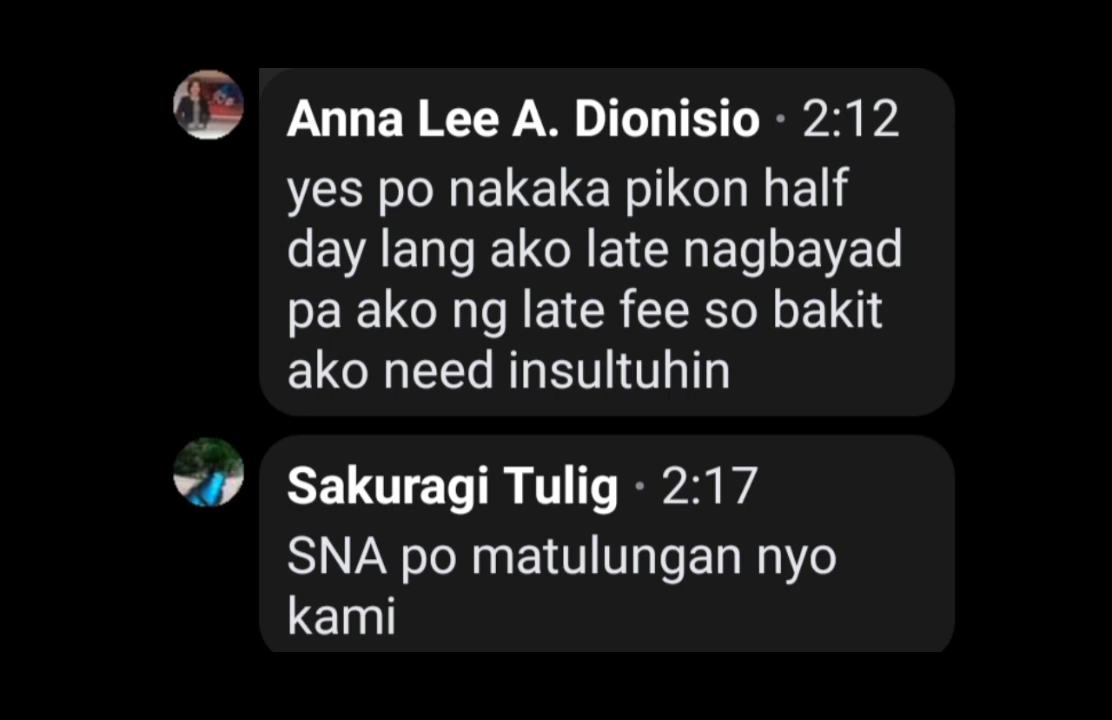 Anna Lee A. Dionisio · 2:12
yes po nakaka pikon half
day lang ako late nagbayad
pa ako ng late fee so bakit
ako need insultuhin
Sakuragi Tulig · 2:17
SNA po matulungan nyo
kami